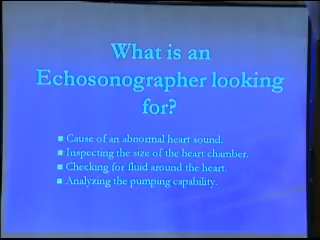 What is an
Echosonographer looking
for?
Cause of an abnormal heart sound.
Inspecting the size of the heart chamber.
Checking for fluid around the heart.
Analyzing the pumping capability.